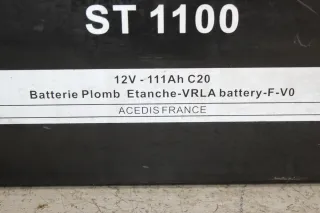 ST 1100
12V - 111Ah C20
Batterie Plomb Etanche-VRLA battery-F-V0
ACEDIS FRANCE